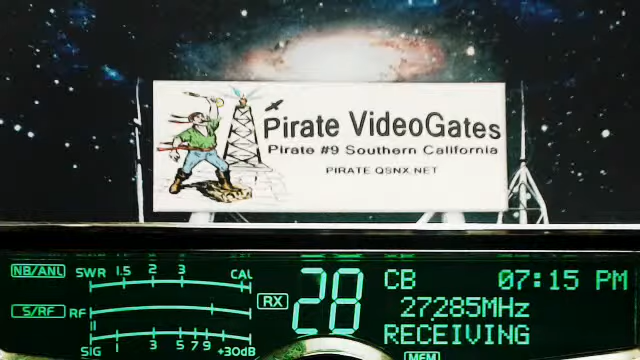 Pirate VideoGates
Pirate #9 Southern California
PIRATE.QSNX.NET
NB/ANL SWR 1.5 2 3 CAL
S/RF RF
SIG 1 3 5 7 9 +30dB
RX 28
CB 07:15 PM
27285MHz
RECEIVING
MEM